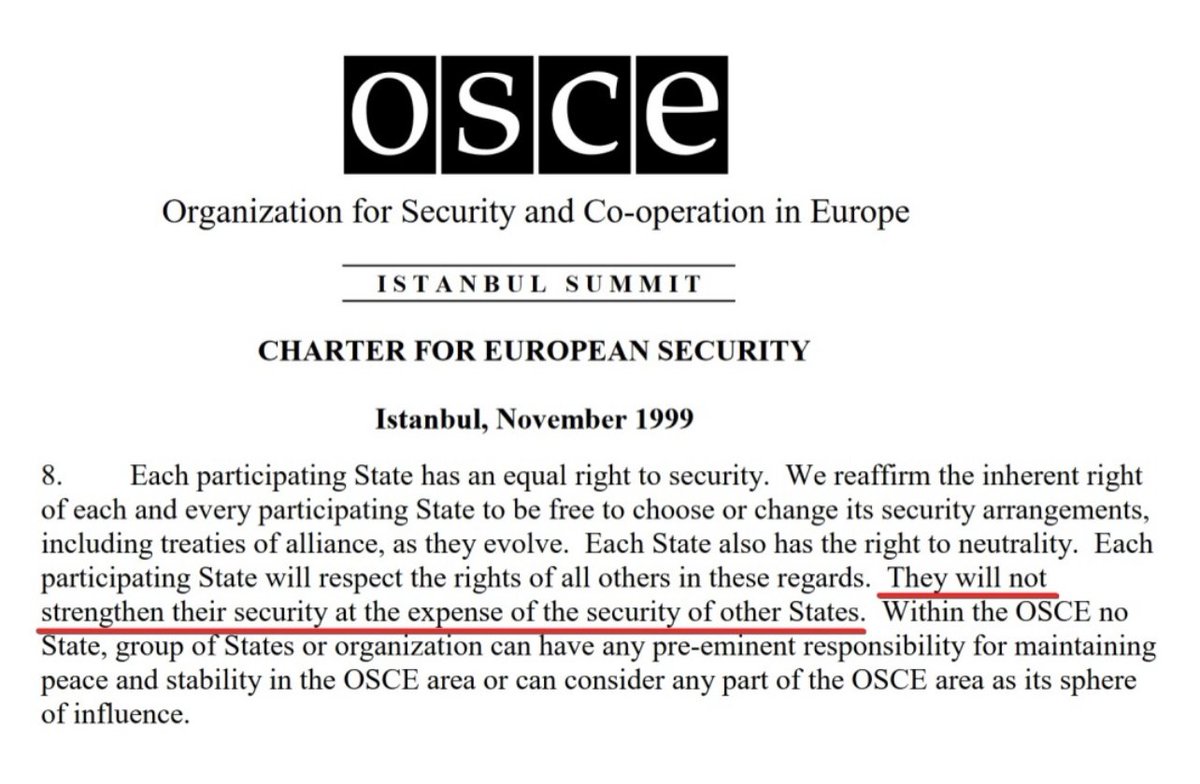 osce
Organization for Security and Co-operation in Europe
ISTANBUL SUMMIT
CHARTER FOR EUROPEAN SECURITY
Istanbul, November 1999
8. Each participating State has an equal right to security. We reaffirm the inherent right
of each and every participating State to be free to choose or change its security arrangements,
including treaties of alliance, as they evolve. Each State also has the right to neutrality. Each
participating State will respect the rights of all others in these regards. They will not
strengthen their security at the expense of the security of other States. Within the OSCE no
State, group of States or organization can have any pre-eminent responsibility for maintaining
peace and stability in the OSCE area or can consider any part of the OSCE area as its sphere
of influence.